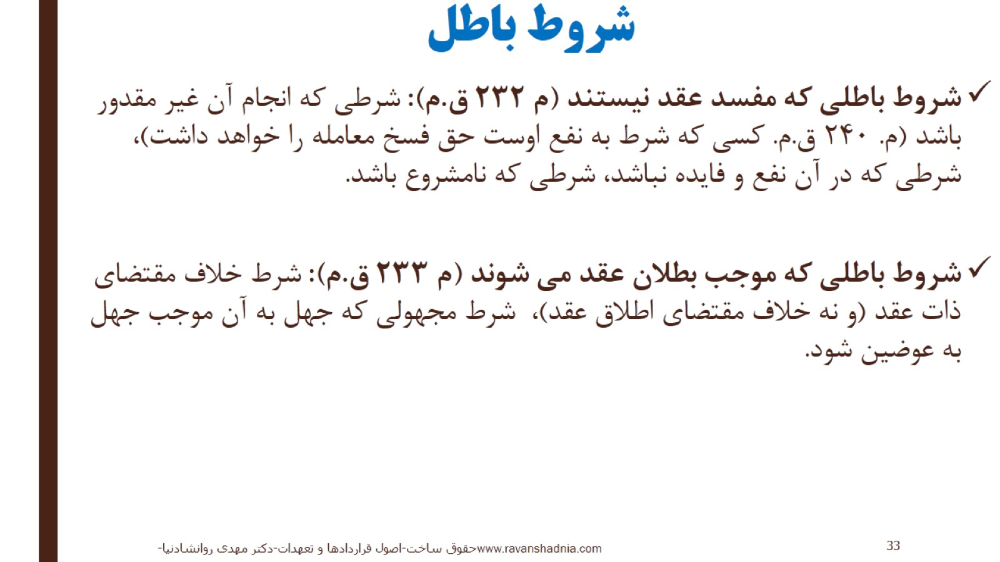 شروط باطل
✓ شروط باطلی که مفسد عقد نیستند (م ۲۳۲ ق.م): شرطی که انجام آن غیر مقدور
باشد (م. ۲۴۰ ق.م. کسی که شرط به نفع اوست حق فسخ معامله را خواهد داشت)،
شرطی که در آن نفع و فایده نباشد، شرطی که نامشروع باشد.
✓ شروط باطلی که موجب بطلان عقد می شوند (م ۲۳۳ ق.م): شرط خلاف مقتضای
ذات عقد (و نه خلاف مقتضای اطلاق عقد)، شرط مجهولی که جهل به آن موجب جهل
به عوضین شود.
حقوق ساخت-اصول قراردادها و تعهدات-دکتر مهدی روانشادنیا-www.ravanshadnia.com
33